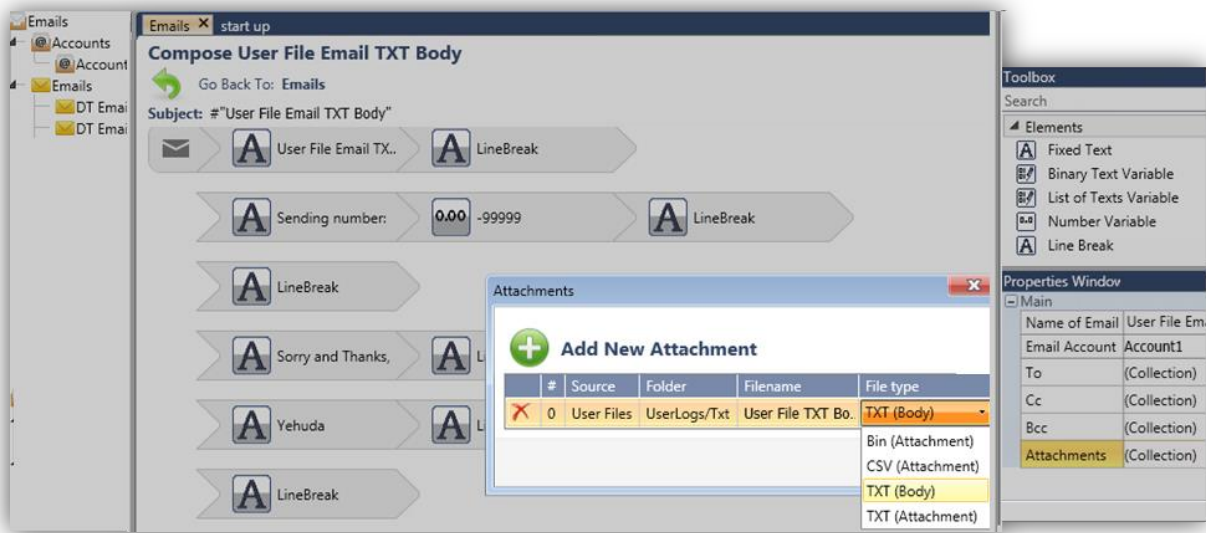 Emails
Accounts
Account
Emails
DT Emai
DT Emai
Emails X start up
Compose User File Email TXT Body
Go Back To: Emails
Subject: #"User File Email TXT Body"
A User File Email TX.. A LineBreak
A Sending number: 0.00 -99999 A LineBreak
A LineBreak
A Sorry and Thanks, A Li
A Yehuda A Li
A LineBreak
Attachments
Add New Attachment
# Source Folder Filename File type
0 User Files UserLogs/Txt User File TXT Bo.. TXT (Body)
Bin (Attachment)
CSV (Attachment)
TXT (Body)
TXT (Attachment)
Toolbox
Search
Elements
A Fixed Text
Binary Text Variable
List of Texts Variable
0.0 Number Variable
A Line Break
Properties Window
Main
Name of Email User File Em
Email Account Account1
To (Collection)
Cc (Collection)
Bcc (Collection)
Attachments (Collection)